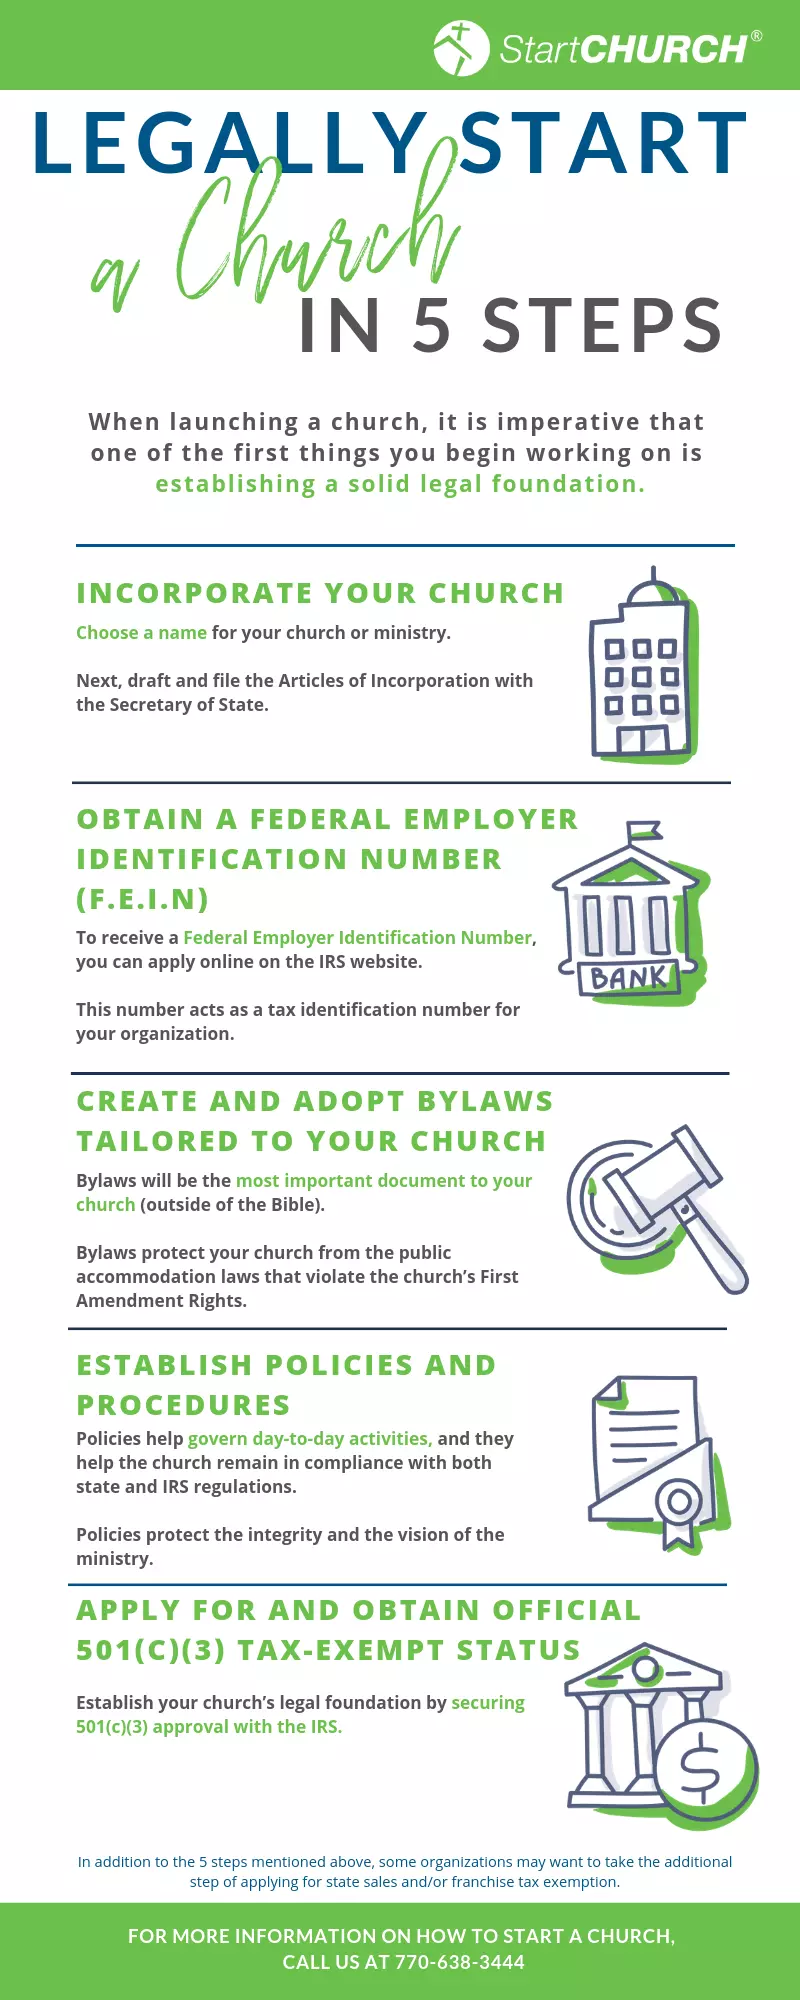 StartCHURCH®
LEGALLY START
a Church
IN 5 STEPS
When launching a church, it is imperative that
one of the first things you begin working on is
establishing a solid legal foundation.
INCORPORATE YOUR CHURCH
Choose a name for your church or ministry.
Next, draft and file the Articles of Incorporation with
the Secretary of State.
OBTAIN A FEDERAL EMPLOYER
IDENTIFICATION NUMBER
(F.E.I.N)
To receive a Federal Employer Identification Number,
you can apply online on the IRS website.
This number acts as a tax identification number for
your organization.
BANK
CREATE AND ADOPT BYLAWS
TAILORED TO YOUR CHURCH
Bylaws will be the most important document to your
church (outside of the Bible).
Bylaws protect your church from the public
accommodation laws that violate the church's First
Amendment Rights.
ESTABLISH POLICIES AND
PROCEDURES
Policies help govern day-to-day activities, and they
help the church remain in compliance with both
state and IRS regulations.
Policies protect the integrity and the vision of the
ministry.
APPLY FOR AND OBTAIN OFFICIAL
501(C)(3) TAX-EXEMPT STATUS
Establish your church's legal foundation by securing
501(c)(3) approval with the IRS.
$
In addition to the 5 steps mentioned above, some organizations may want to take the additional
step of applying for state sales and/or franchise tax exemption.
FOR MORE INFORMATION ON HOW TO START A CHURCH,
CALL US AT 770-638-3444